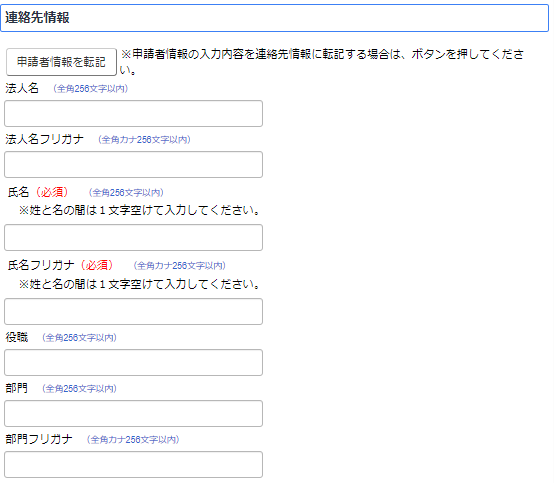 連絡先情報
申請者情報を転記
※申請者情報の入力内容を連絡先情報に転記する場合は、ボタンを押してくださ
い。
法人名 （全角256文字以内）
法人名フリガナ （全角カナ256文字以内）
氏名（必須） （全角256文字以内）
※姓と名の間は１文字空けて入力してください。
氏名フリガナ（必須） （全角カナ256文字以内）
※姓と名の間は１文字空けて入力してください。
役職 （全角256文字以内）
部門 （全角256文字以内）
部門フリガナ （全角カナ256文字以内）